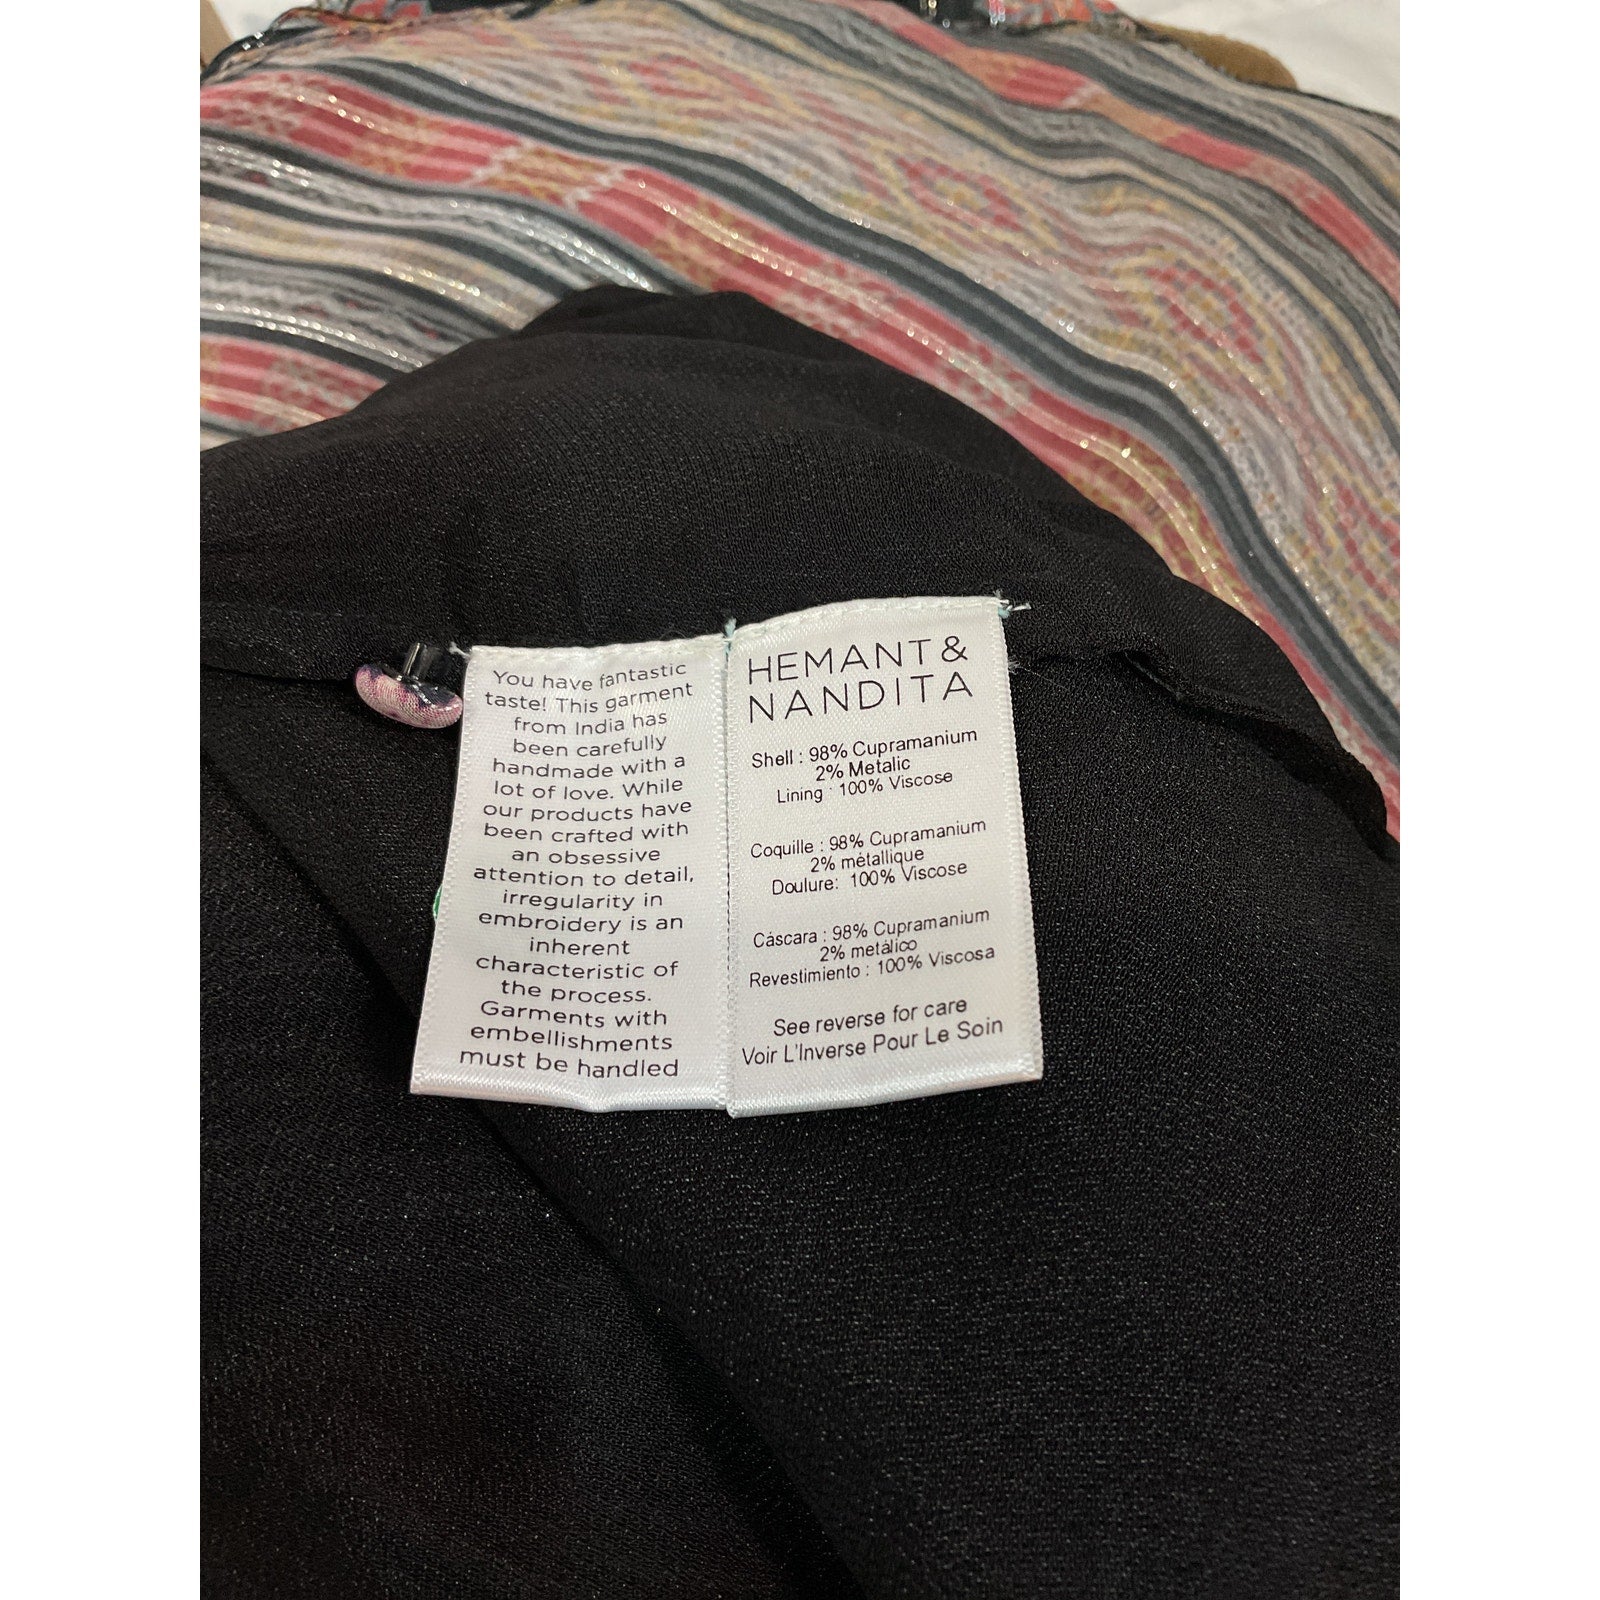 You have fantastic
taste! This garment
from India has
been carefully
handmade with a
lot of love. While
our products have
been crafted with
an obsessive
attention to detail,
irregularity in
embroidery is an
inherent
characteristic of
the process.
Garments with
embellishments
must be handled
HEMANT &
NANDITA
Shell : 98% Cupramanium
2% Metalic
Lining : 100% Viscose
Coquille : 98% Cupramanium
2% métallique
Doulure: 100% Viscose
Cáscara : 98% Cupramanium
2% metálico
Revestimiento : 100% Viscosa
See reverse for care
Voir L'Inverse Pour Le Soin